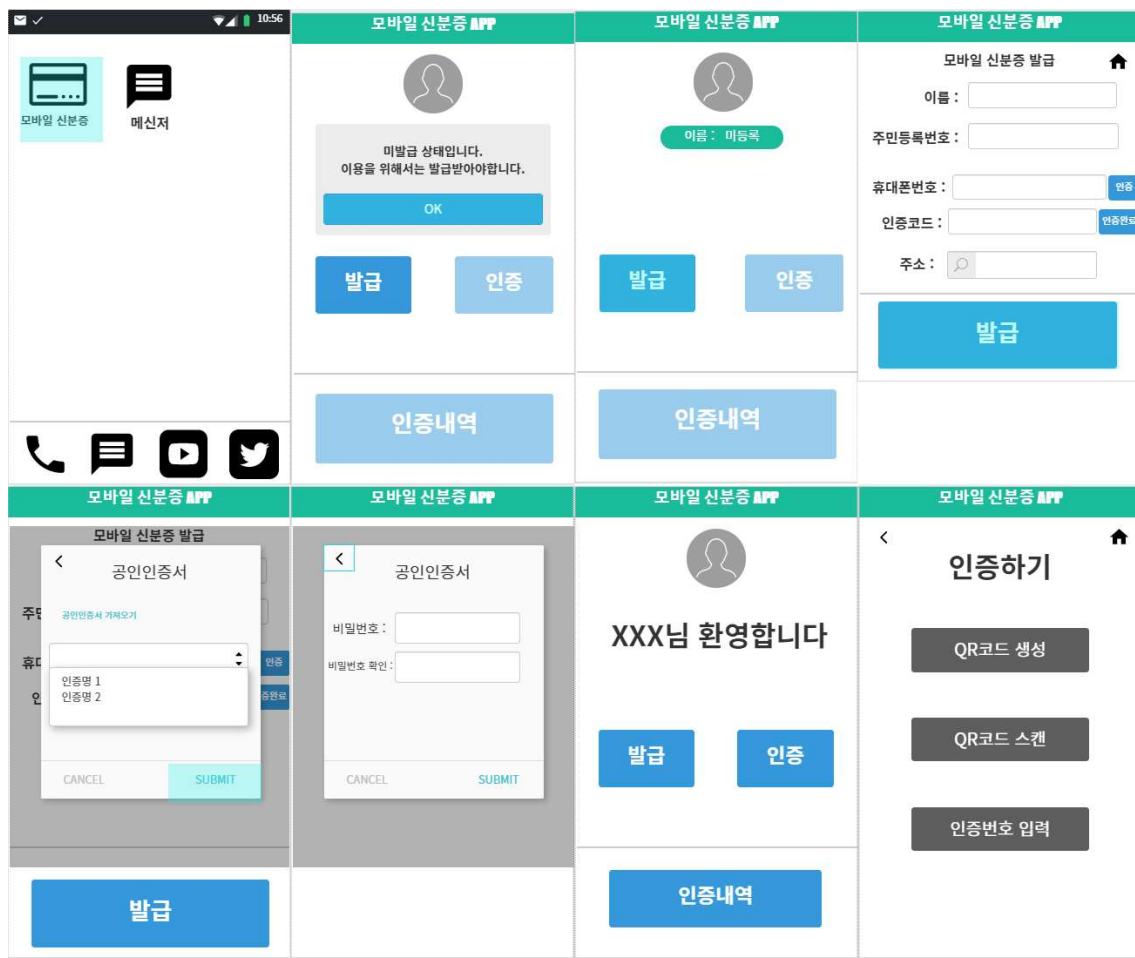 10:56
모바일 신분증
메신저
모바일 신분증 APP
미발급 상태입니다.
이용을 위해서는 발급받아야합니다.
OK
발급
인증
인증내역
모바일 신분증 APP
이름 : 미등록
발급
인증
인증내역
모바일 신분증 APP
모바일 신분증 발급
이름 :
주민등록번호 :
휴대폰번호 :
인증
인증코드 :
인증완료
주소 :
발급
모바일 신분증 APP
모바일 신분증 발급
공인인증서
주민
공인인증서 가져오기
휴대
인증
인증명 1
인증명 2
인
증완료
CANCEL
SUBMIT
발급
모바일 신분증 APP
공인인증서
비밀번호 :
비밀번호 확인 :
CANCEL
SUBMIT
모바일 신분증 APP
XXX님 환영합니다
발급
인증
인증내역
모바일 신분증 APP
인증하기
QR코드 생성
QR코드 스캔
인증번호 입력